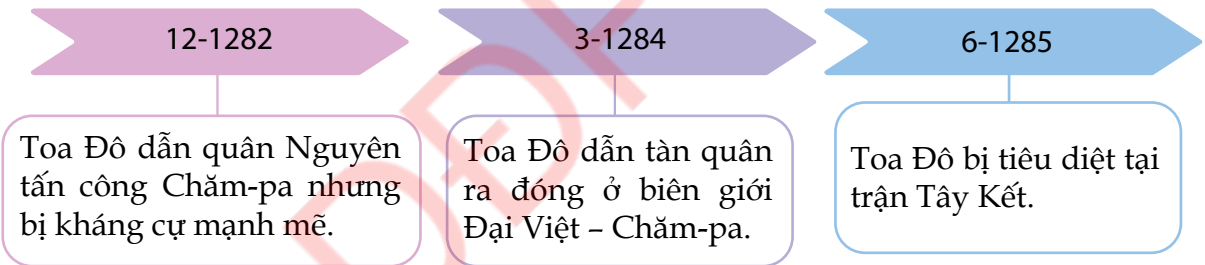 12-1282
Toa Đô dẫn quân Nguyên
tấn công Chăm-pa nhưng
bị kháng cự mạnh mẽ.
3-1284
Toa Đô dẫn tàn quân
ra đóng ở biên giới
Đại Việt – Chăm-pa.
6-1285
Toa Đô bị tiêu diệt tại
trận Tây Kết.